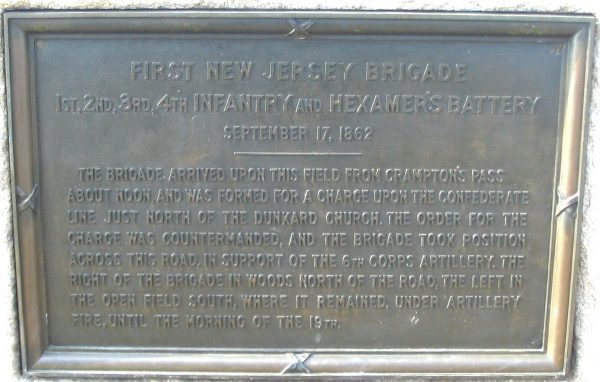 FIRST NEW JERSEY BRIGADE
1ST, 2ND, 3RD, 4TH INFANTRY AND HEXAMER'S BATTERY
SEPTEMBER 17, 1862
THE BRIGADE ARRIVED UPON THIS FIELD FROM CRAMPTON'S PASS
ABOUT NOON, AND WAS FORMED FOR A CHARGE UPON THE CONFEDERATE
LINE JUST NORTH OF THE DUNKARD CHURCH. THE ORDER FOR THE
CHARGE WAS COUNTERMANDED, AND THE BRIGADE TOOK POSITION
ACROSS THIS ROAD, IN SUPPORT OF THE 6TH CORPS ARTILLERY. THE
RIGHT OF THE BRIGADE IN WOODS NORTH OF THE ROAD, THE LEFT IN
THE OPEN FIELD SOUTH, WHERE IT REMAINED, UNDER ARTILLERY
FIRE, UNTIL THE MORNING OF THE 19TH.